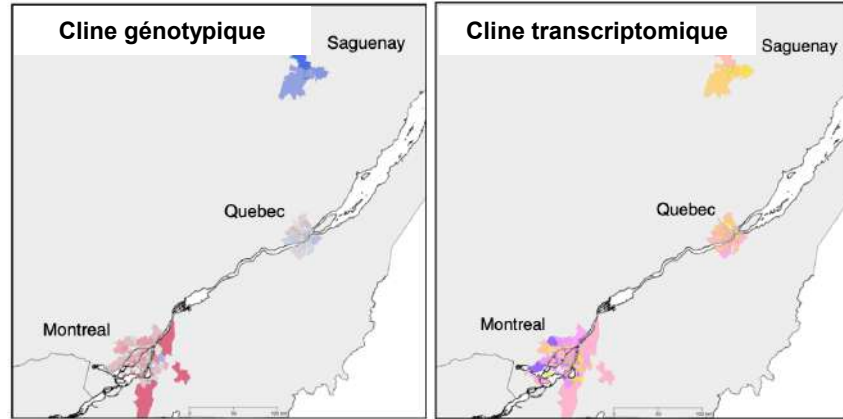 Cline génotypique
Saguenay
Quebec
Montreal
Cline transcriptomique
Saguenay
Quebec
Montreal